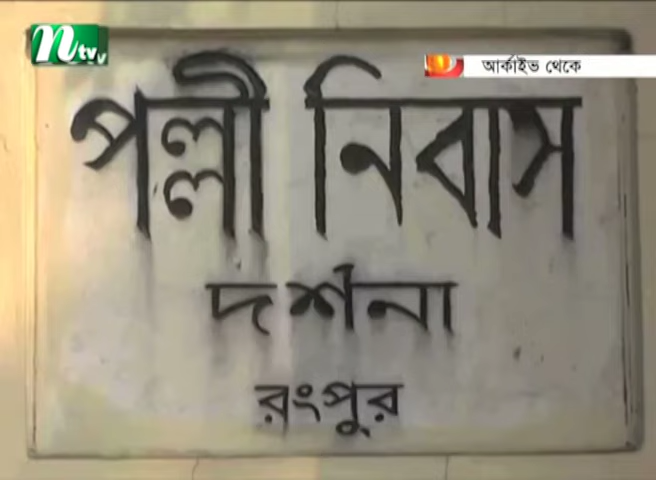 ntv
আর্কাইভ থেকে
পল্লী নিবাস
দর্শনা
রংপুর